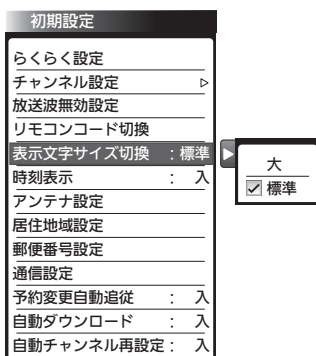 初期設定
らくらく設定
チャンネル設定
放送波無効設定
リモコンコード切換
表示文字サイズ切換 : 標準
時刻表示 : 入
アンテナ設定
居住地域設定
郵便番号設定
通信設定
予約変更自動追従 : 入
自動ダウンロード : 入
自動チャンネル再設定 : 入
大
標準